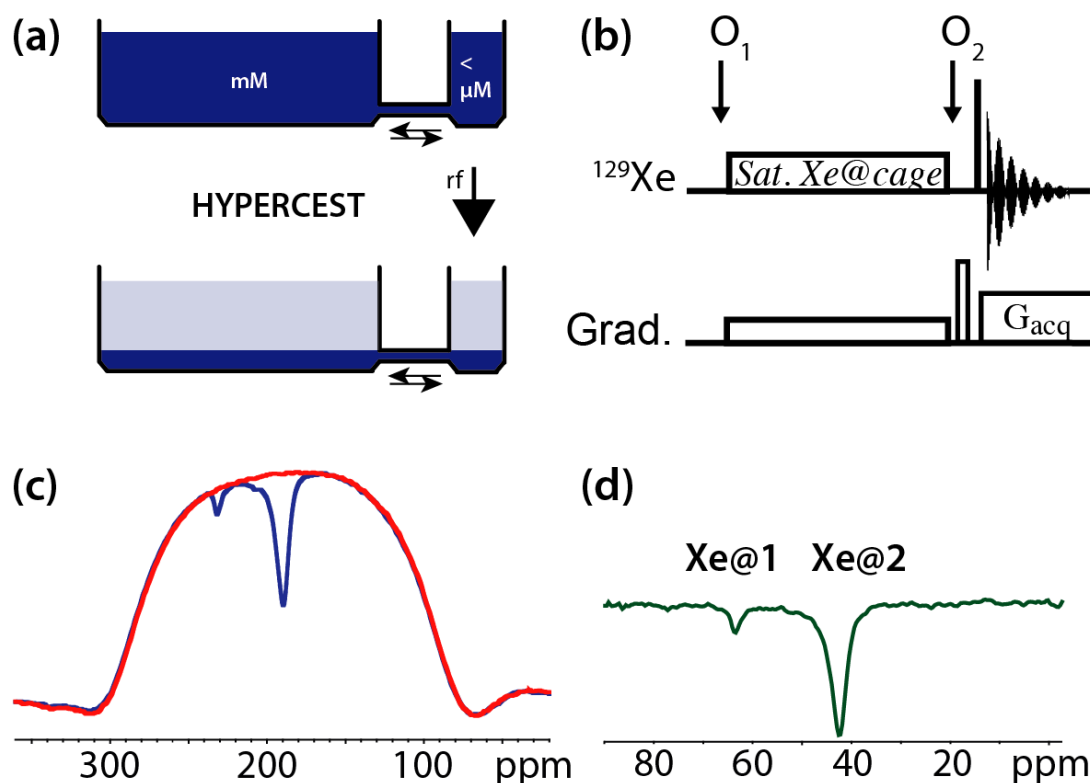 (a)
mM
<
µM
HYPERCEST
rf
(b)
O1
O2
129Xe
Sat. Xe@cage
Grad.
Gacq
(c)
300
200
100
ppm
(d)
Xe@1
Xe@2
80
60
40
20
ppm